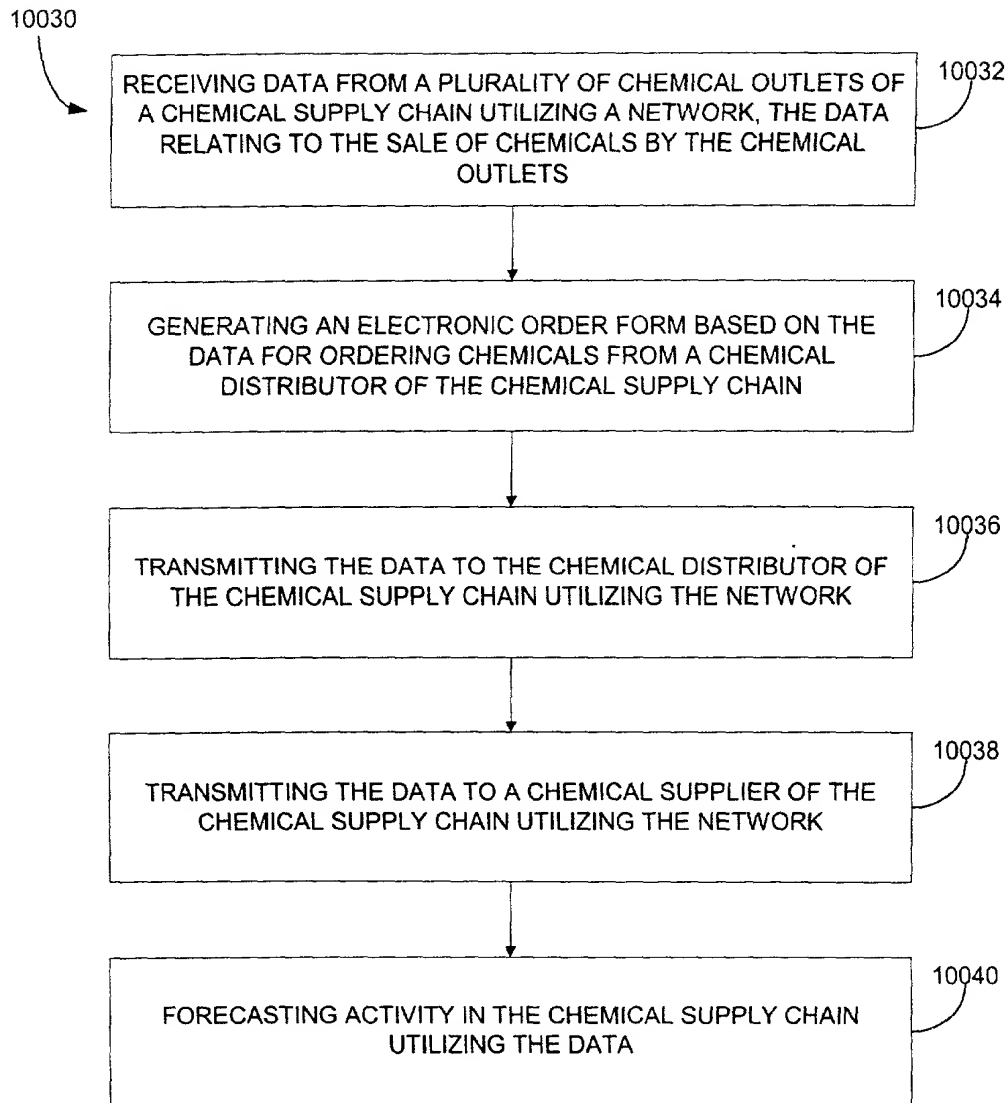 10030
RECEIVING DATA FROM A PLURALITY OF CHEMICAL OUTLETS OF
A CHEMICAL SUPPLY CHAIN UTILIZING A NETWORK, THE DATA
RELATING TO THE SALE OF CHEMICALS BY THE CHEMICAL
OUTLETS
10032
GENERATING AN ELECTRONIC ORDER FORM BASED ON THE
DATA FOR ORDERING CHEMICALS FROM A CHEMICAL
DISTRIBUTOR OF THE CHEMICAL SUPPLY CHAIN
10034
TRANSMITTING THE DATA TO THE CHEMICAL DISTRIBUTOR OF
THE CHEMICAL SUPPLY CHAIN UTILIZING THE NETWORK
10036
TRANSMITTING THE DATA TO A CHEMICAL SUPPLIER OF THE
CHEMICAL SUPPLY CHAIN UTILIZING THE NETWORK
10038
FORECASTING ACTIVITY IN THE CHEMICAL SUPPLY CHAIN
UTILIZING THE DATA
10040